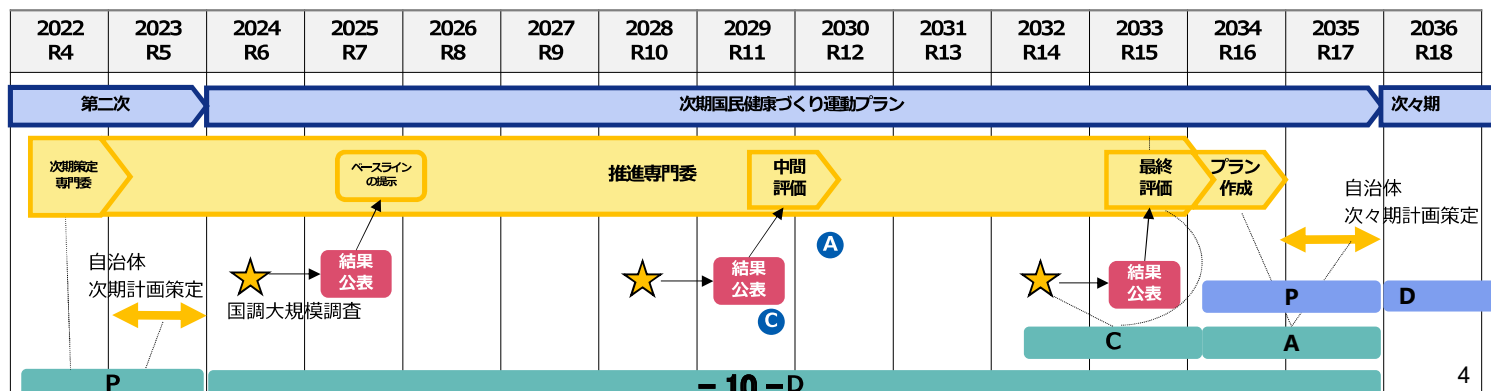 2022 2023 2024 2025 2026 2027 2028 2029 2030 2031 2032 2033 2034 2035 2036
R4 R5 R6 R7 R8 R9 R10 R11 R12 R13 R14 R15 R16 R17 R18
第二次 次期国民健康づくり運動プラン 次々期
次期策定
専門委
ベースライン
の提示
推進専門委
中間
評価
最終
評価
プラン
作成
自治体
次々期計画策定
自治体
次期計画策定
国調大規模調査
結果
公表
結果
公表
結果
公表
A
C
P D
C A
P D
- 10 -
4